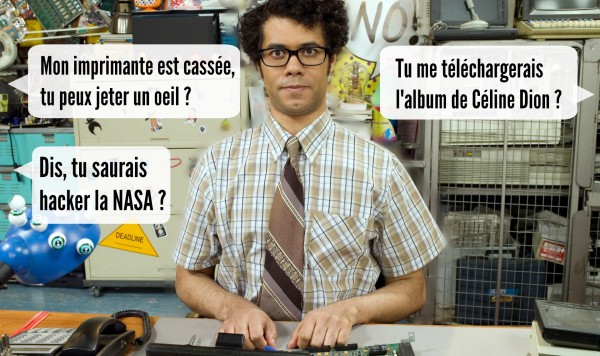 NO!
Mon imprimante est cassée,
tu peux jeter un oeil ?
Tu me téléchargerais
l'album de Céline Dion ?
Dis, tu saurais
hacker la NASA ?
DEADLINE